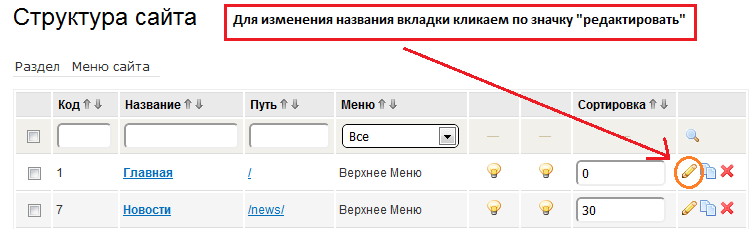 Структура сайта
Для изменения названия вкладки кликаем по значку "редактировать"
Раздел Меню сайта
Код Название Путь Меню Сортировка
Все — —
1 Главная / Верхнее Меню 0
7 Новости /news/ Верхнее Меню 30